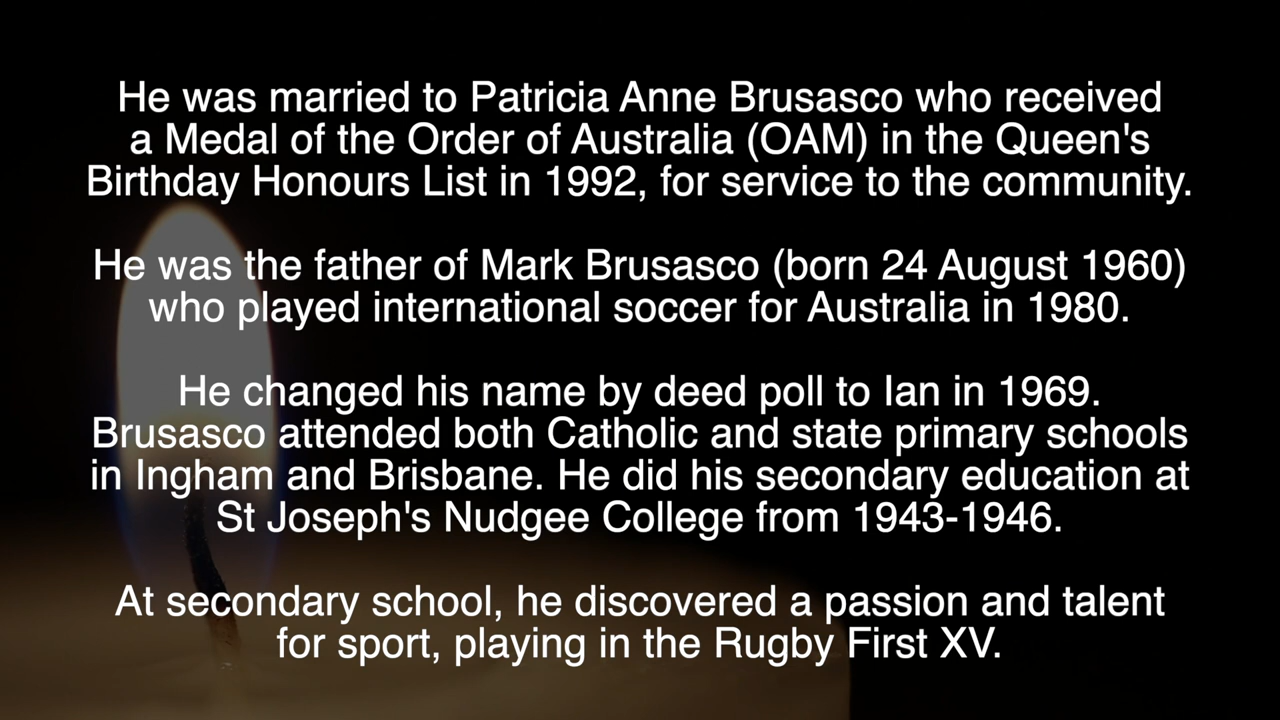 He was married to Patricia Anne Brusasco who received
a Medal of the Order of Australia (OAM) in the Queen's
Birthday Honours List in 1992, for service to the community.
He was the father of Mark Brusasco (born 24 August 1960)
who played international soccer for Australia in 1980.
He changed his name by deed poll to Ian in 1969.
Brusasco attended both Catholic and state primary schools
in Ingham and Brisbane. He did his secondary education at
St Joseph's Nudgee College from 1943-1946.
At secondary school, he discovered a passion and talent
for sport, playing in the Rugby First XV.